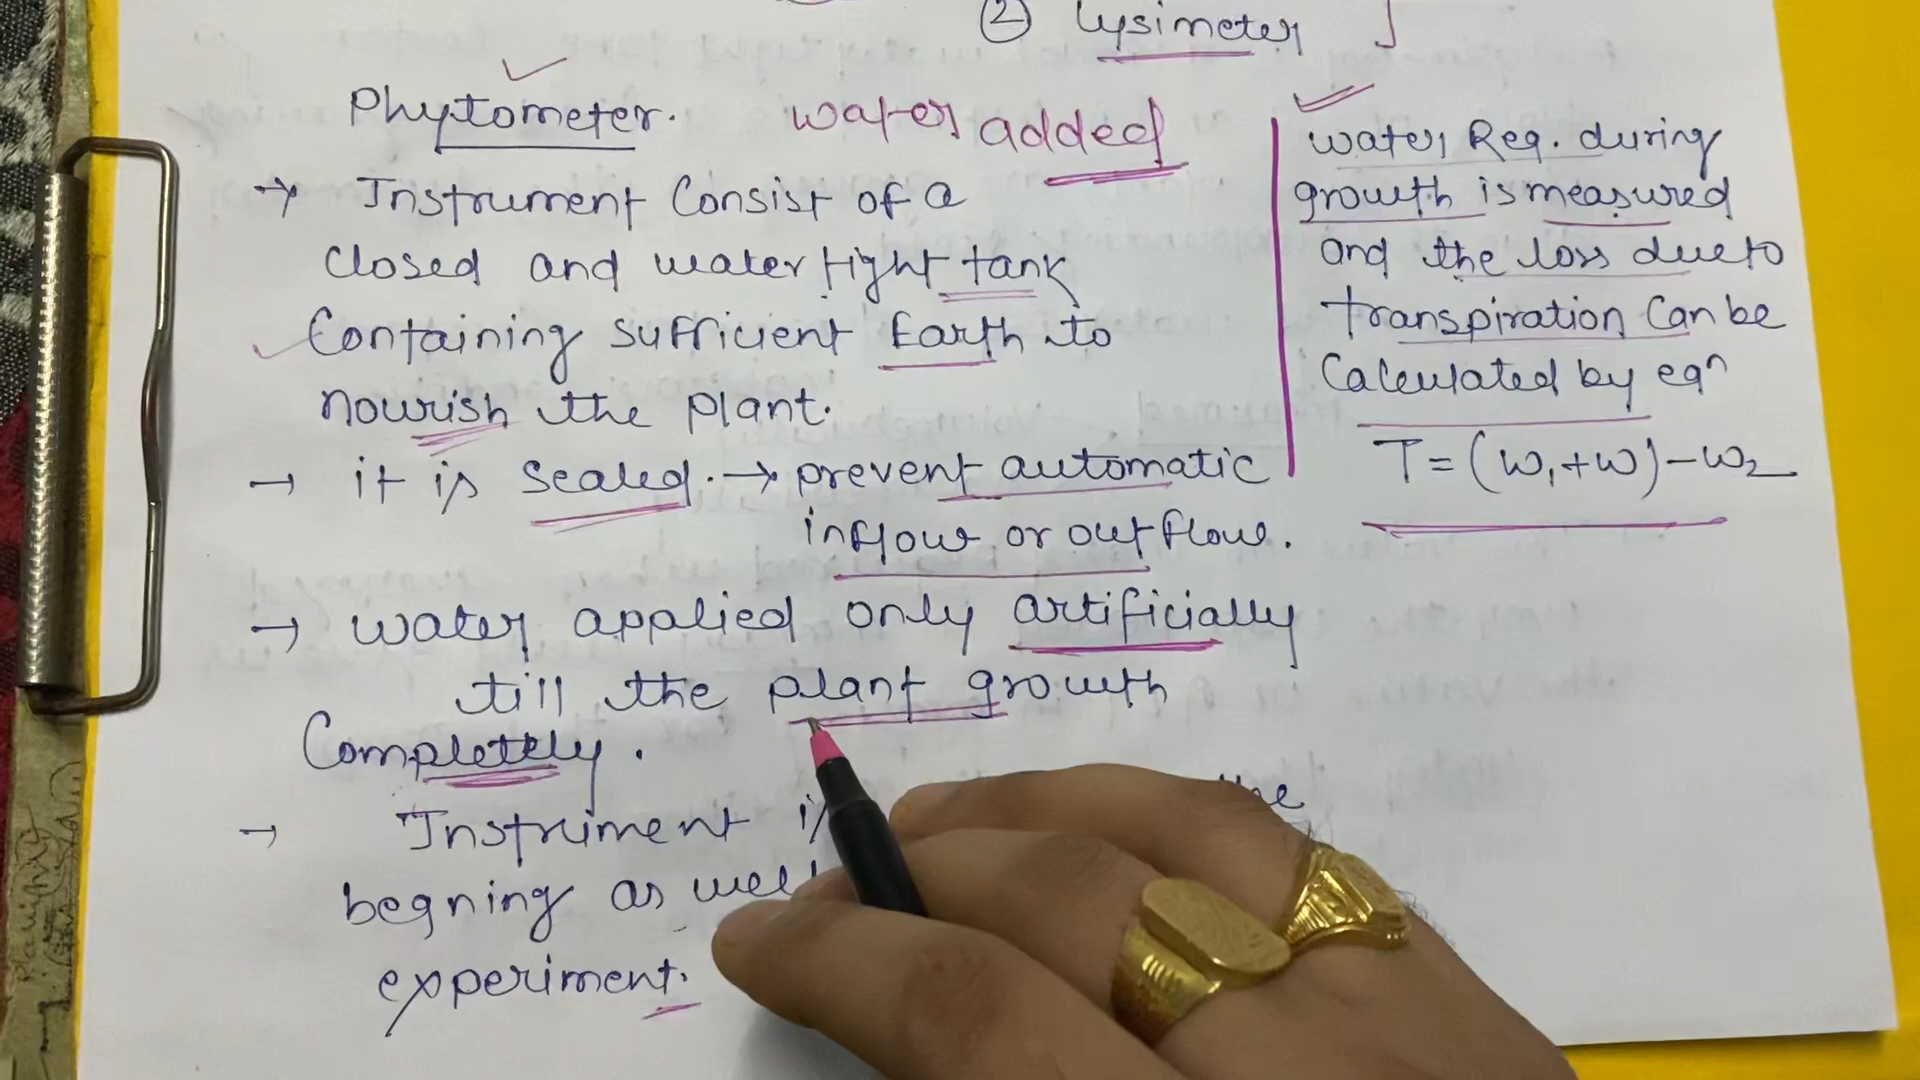 ② Lysimeter ]
Phytometer.
water added
→ Instrument Consist of a
closed and water tight tank
Containing sufficient Earth to
nourish the plant.
→ it is sealed. → prevent automatic
inflow or outflow.
→ water applied only artificially
till the plant growth
Completely.
→ Instrument is
begning as well
experiment.
water Req. during
growth is measured
and the loss due to
transpiration Can be
Calculated by eqn
T = (w₁+w) - w₂